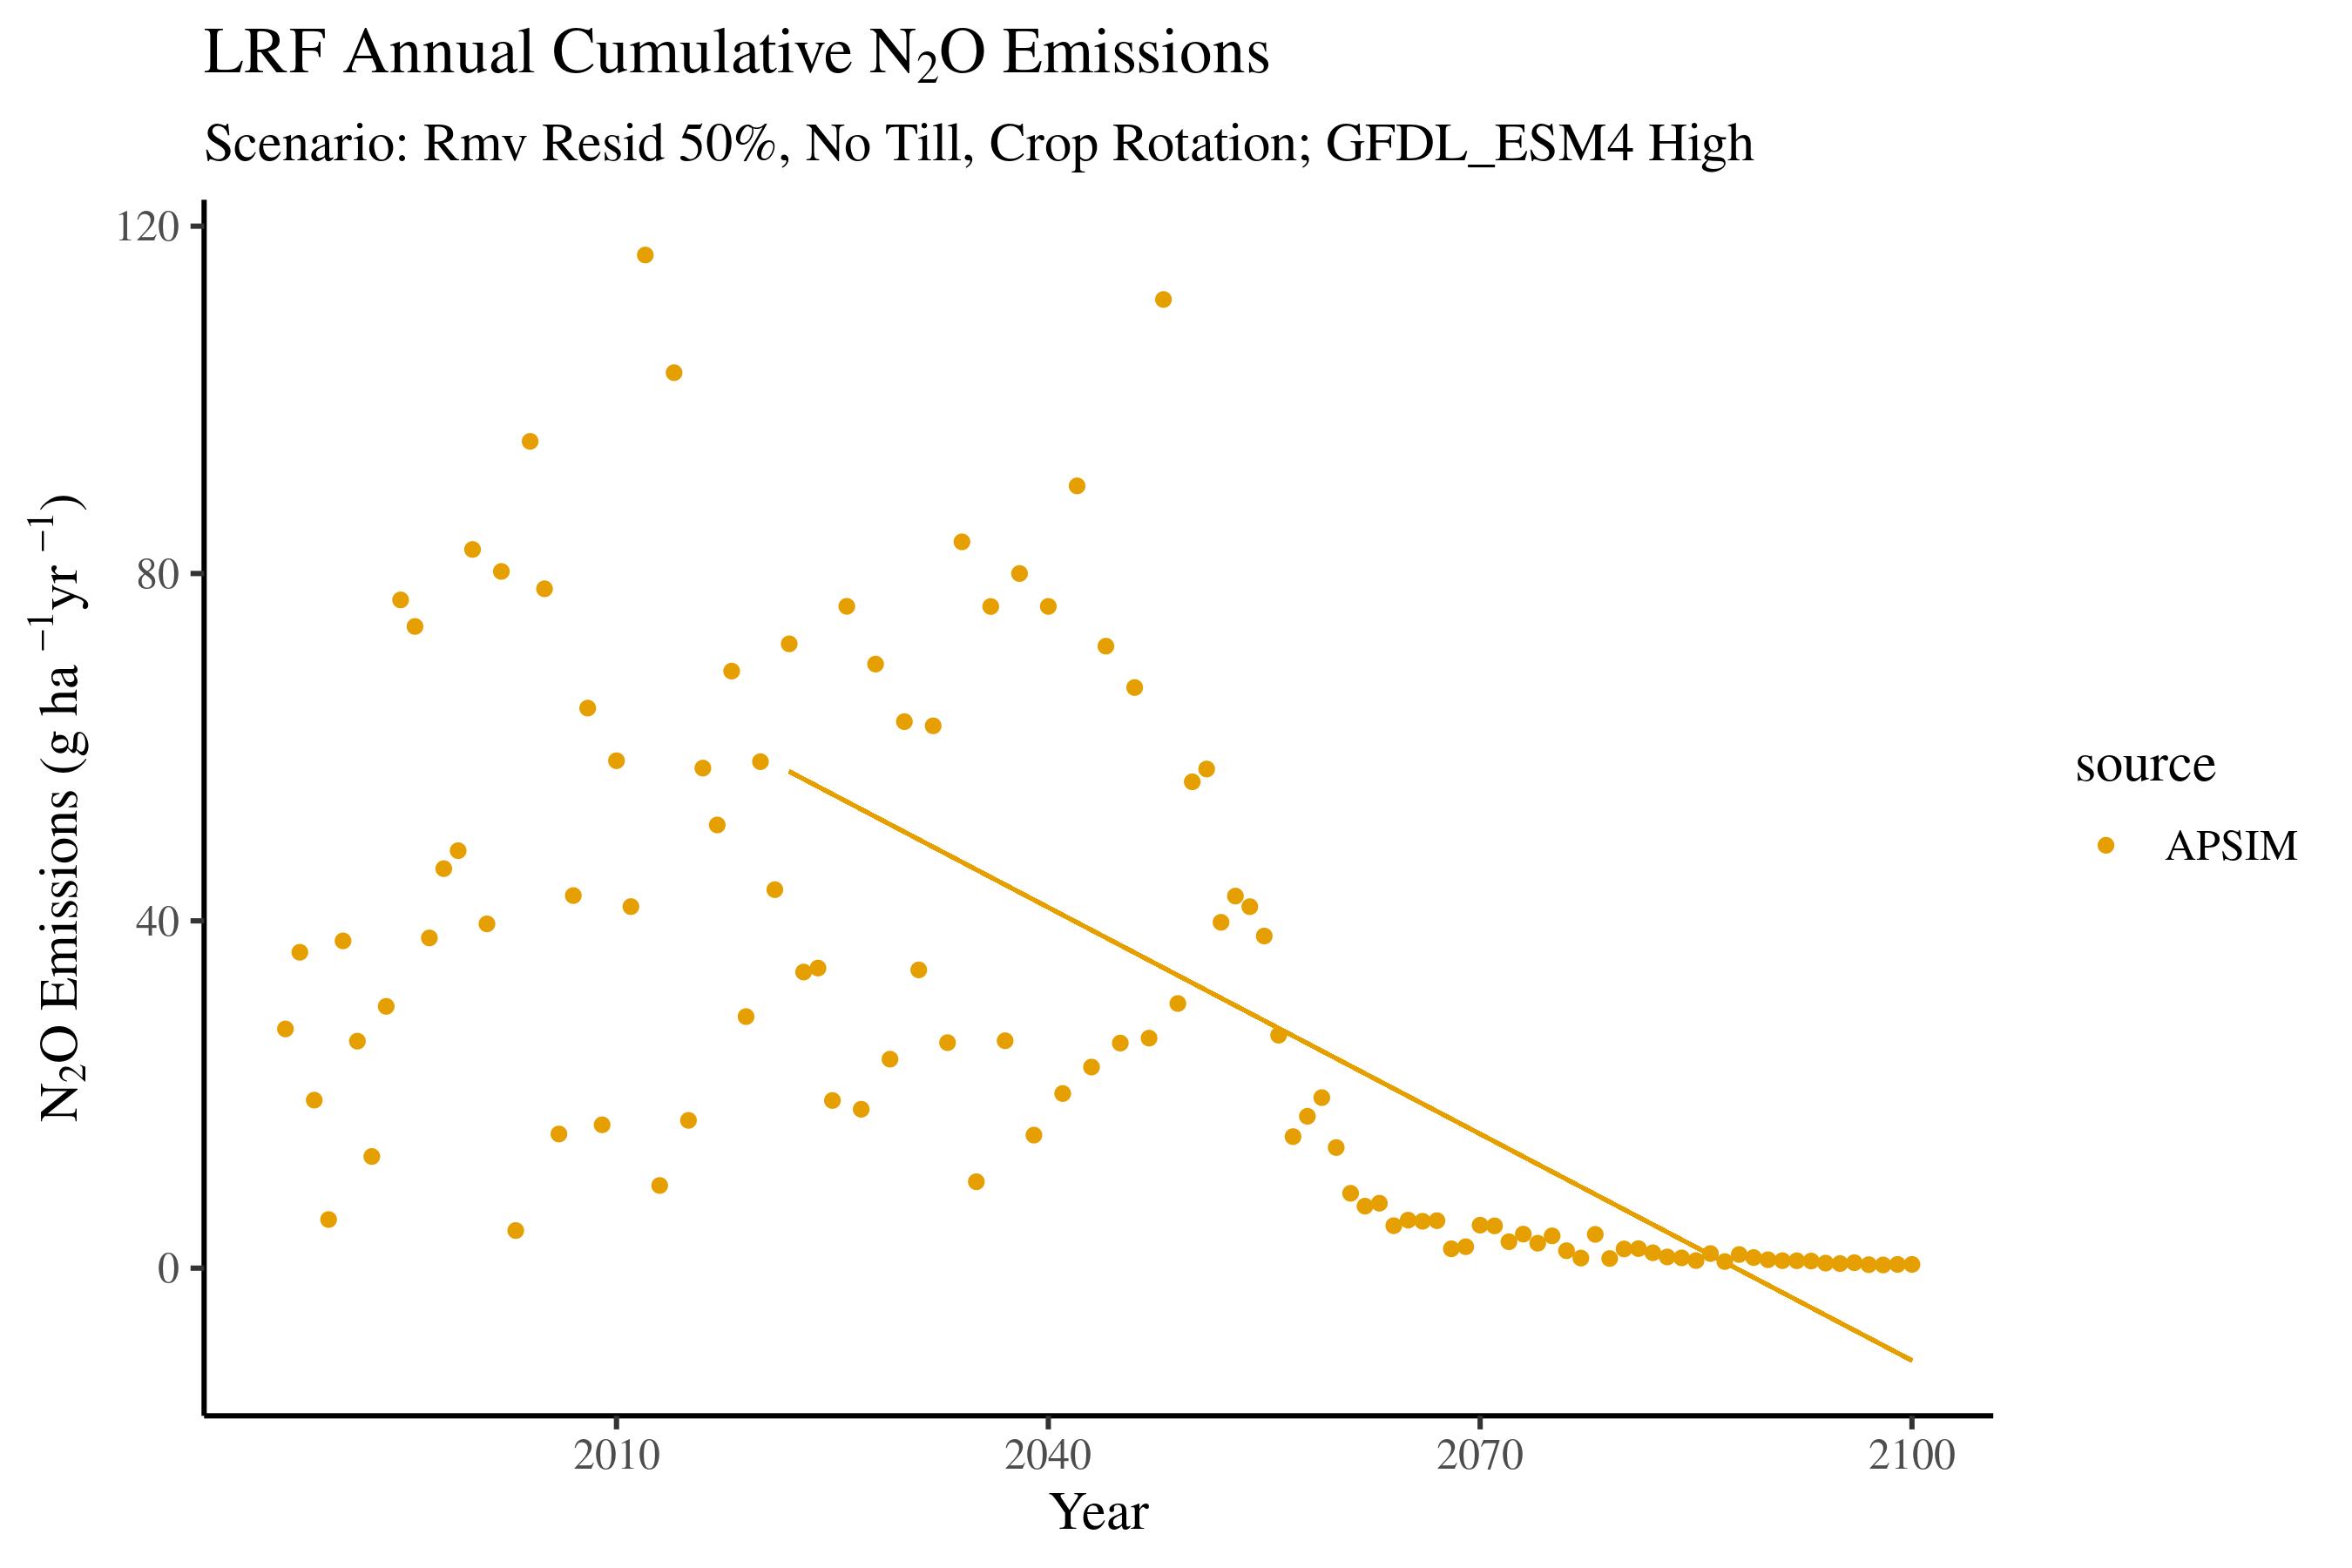 LRF Annual Cumulative N₂O Emissions
Scenario: Rmv Resid 50%, No Till, Crop Rotation; GFDL_ESM4 High
N₂O Emissions (g ha⁻¹yr⁻¹)
120
80
40
0
2010
2040
2070
2100
Year
source
APSIM